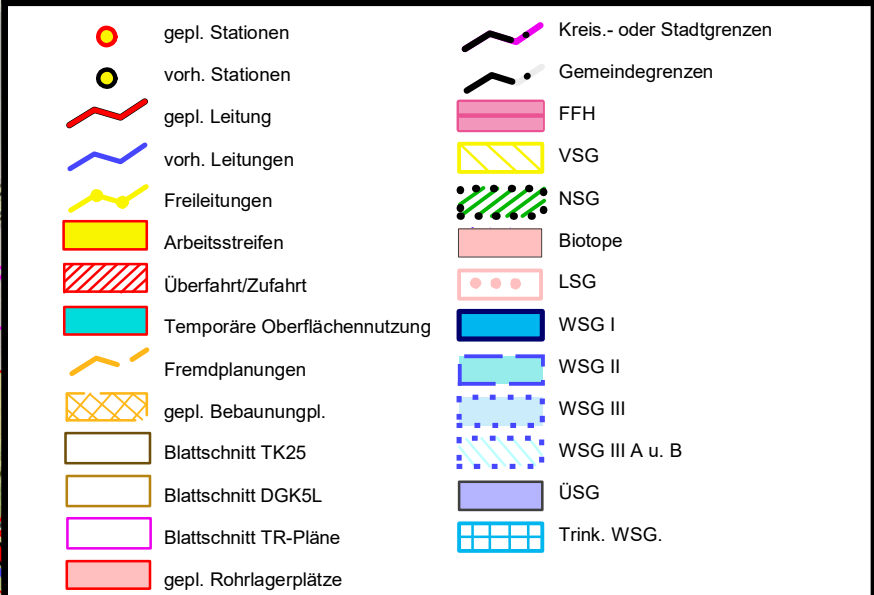 gepl. Stationen
vorh. Stationen
gepl. Leitung
vorh. Leitungen
Freileitungen
Arbeitsstreifen
Überfahrt/Zufahrt
Temporäre Oberflächennutzung
Fremdplanungen
gepl. Bebaunungpl.
Blattschnitt TK25
Blattschnitt DGK5L
Blattschnitt TR-Pläne
gepl. Rohrlagerplätze
Kreis.- oder Stadtgrenzen
Gemeindegrenzen
FFH
VSG
NSG
Biotope
LSG
WSG I
WSG II
WSG III
WSG III A u. B
ÜSG
Trink. WSG.